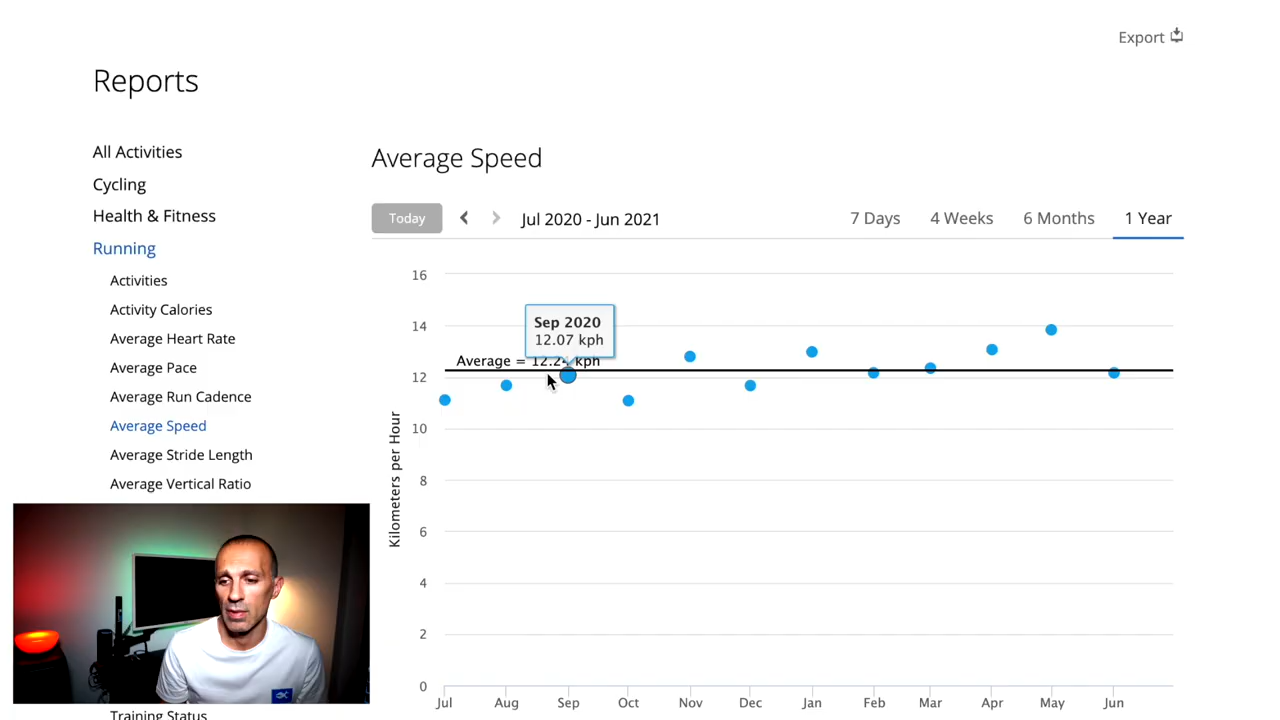 Export
Reports
All Activities
Cycling
Health & Fitness
Running
Activities
Activity Calories
Average Heart Rate
Average Pace
Average Run Cadence
Average Speed
Average Stride Length
Average Vertical Ratio
Training Status
Average Speed
Today
Jul 2020 - Jun 2021
7 Days
4 Weeks
6 Months
1 Year
Kilometers per Hour
16
14
12
10
8
6
4
2
0
Sep 2020
12.07 kph
Average = 12.24 kph
Jul
Aug
Sep
Oct
Nov
Dec
Jan
Feb
Mar
Apr
May
Jun